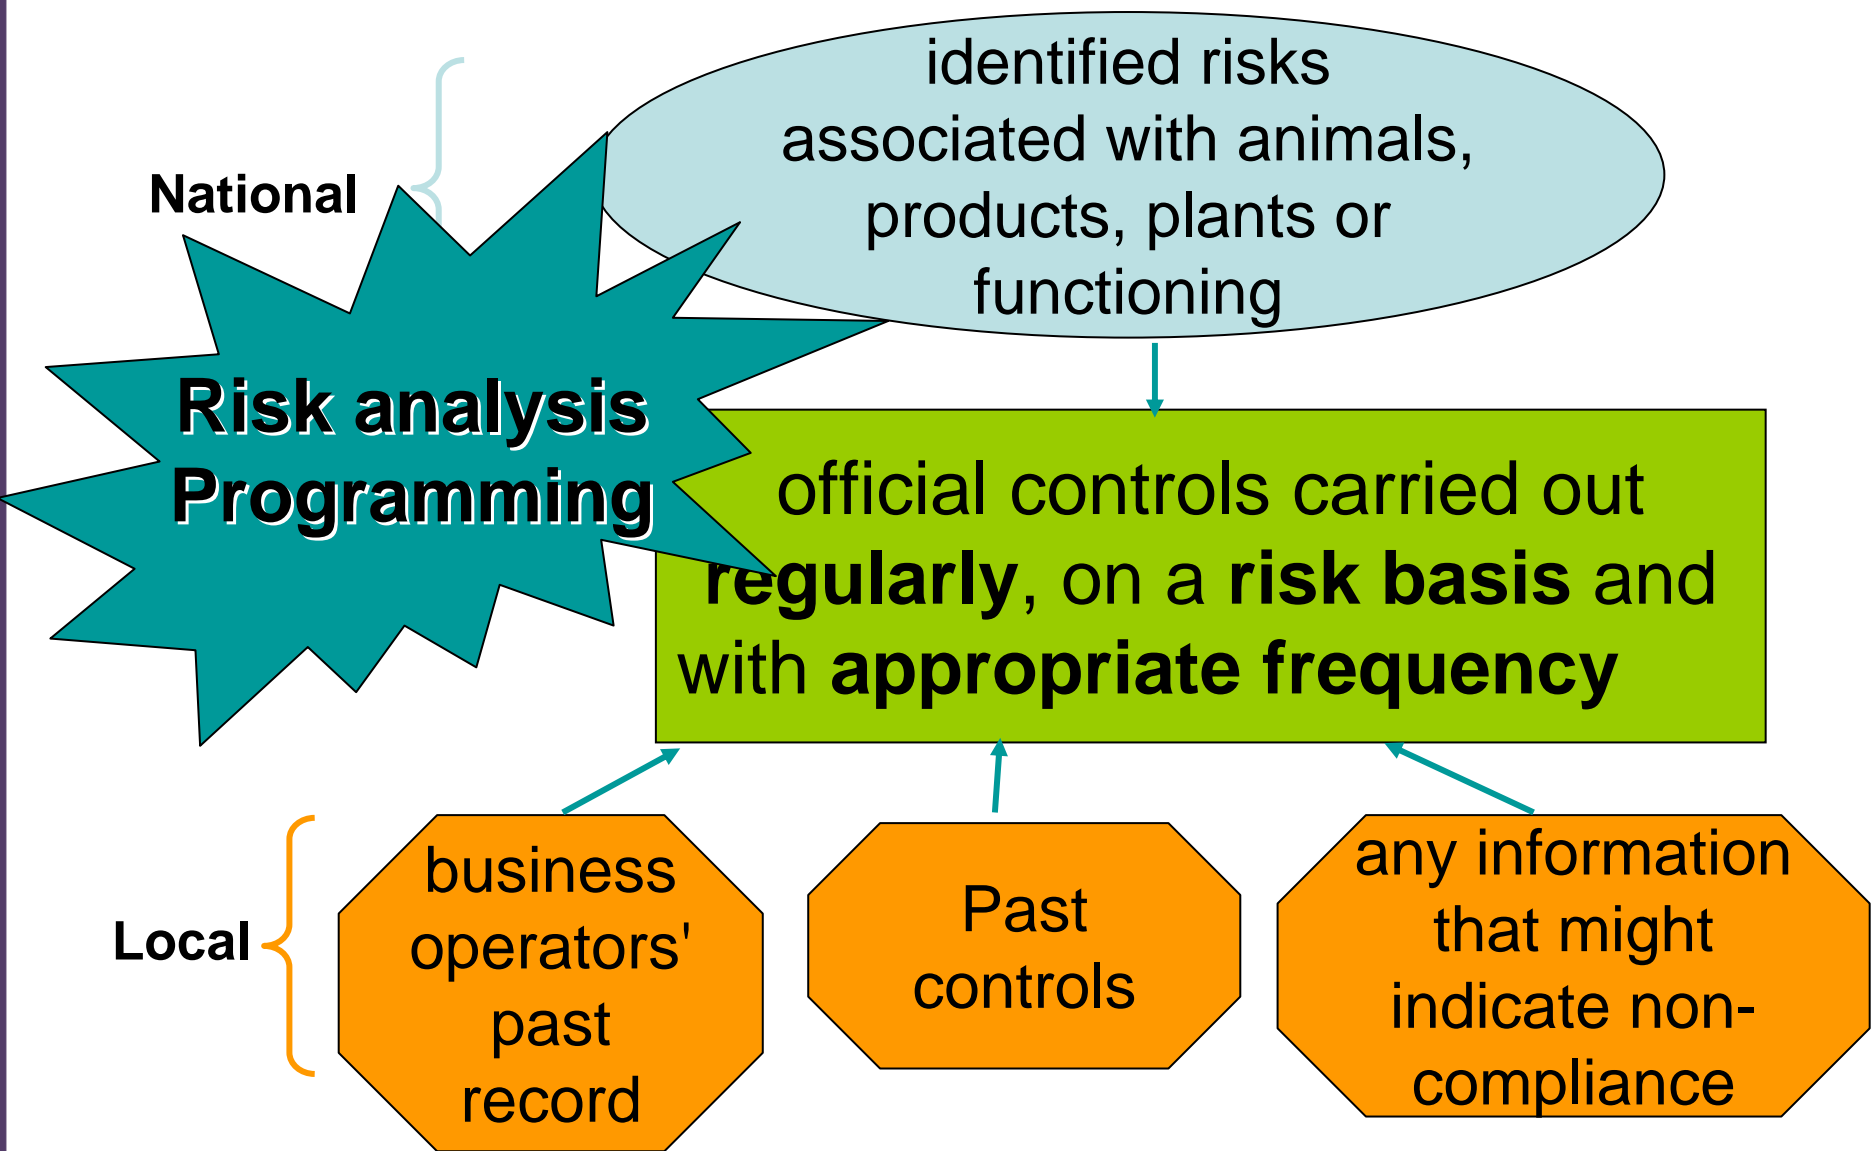 National
identified risks
associated with animals,
products, plants or
functioning
Risk analysis
Programming
official controls carried out
regularly, on a risk basis and
with appropriate frequency
Local
business
operators'
past
record
Past
controls
any information
that might
indicate non-
compliance